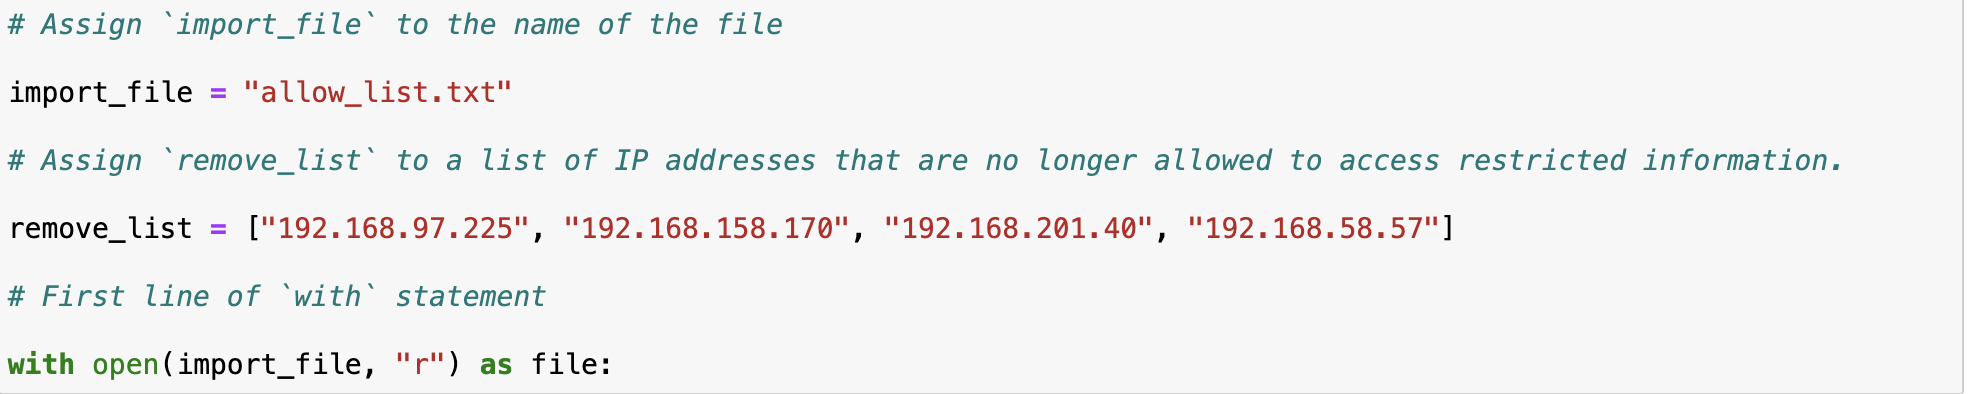 # Assign `import_file` to the name of the file
import_file = "allow_list.txt"
# Assign `remove_list` to a list of IP addresses that are no longer allowed to access restricted information.
remove_list = ["192.168.97.225", "192.168.158.170", "192.168.201.40", "192.168.58.57"]
# First line of `with` statement
with open(import_file, "r") as file: